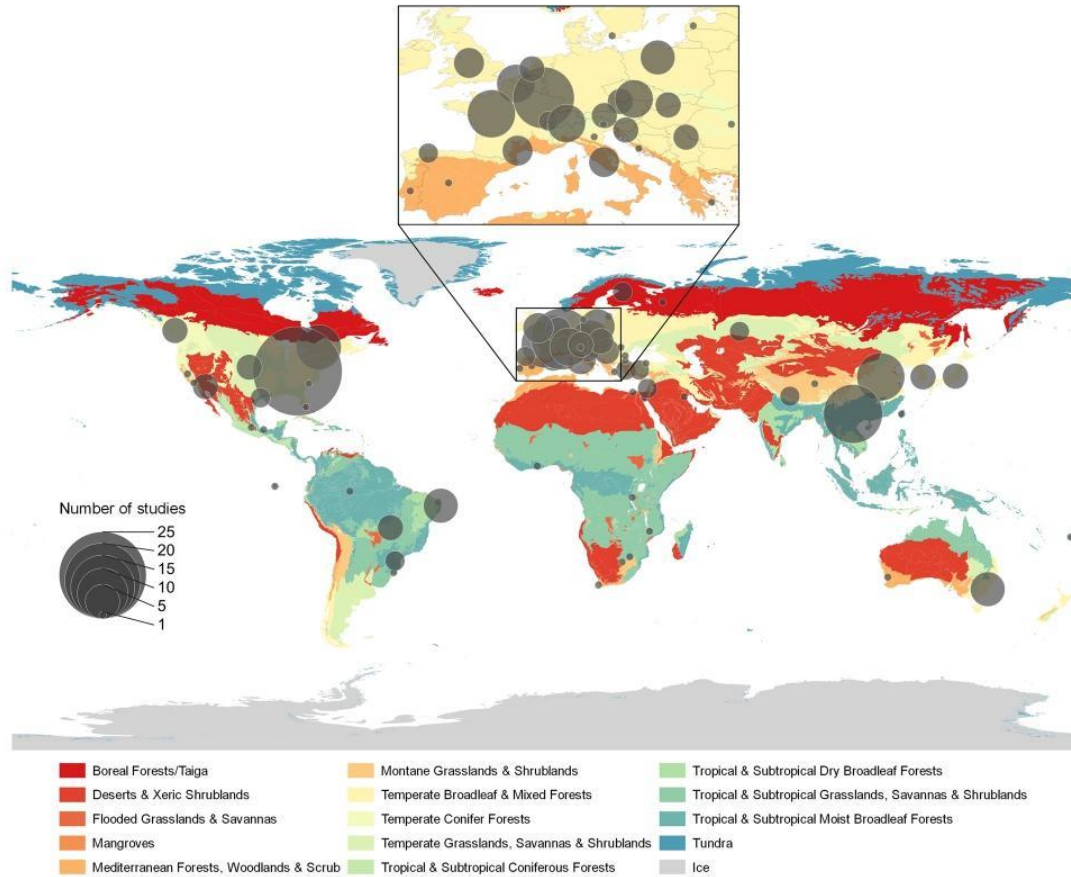 Number of studies
25
20
15
10
5
1
Boreal Forests/Taiga
Deserts & Xeric Shrublands
Flooded Grasslands & Savannas
Mangroves
Mediterranean Forests, Woodlands & Scrub
Montane Grasslands & Shrublands
Temperate Broadleaf & Mixed Forests
Temperate Conifer Forests
Temperate Grasslands, Savannas & Shrublands
Tropical & Subtropical Coniferous Forests
Tropical & Subtropical Dry Broadleaf Forests
Tropical & Subtropical Grasslands, Savannas & Shrublands
Tropical & Subtropical Moist Broadleaf Forests
Tundra
Ice